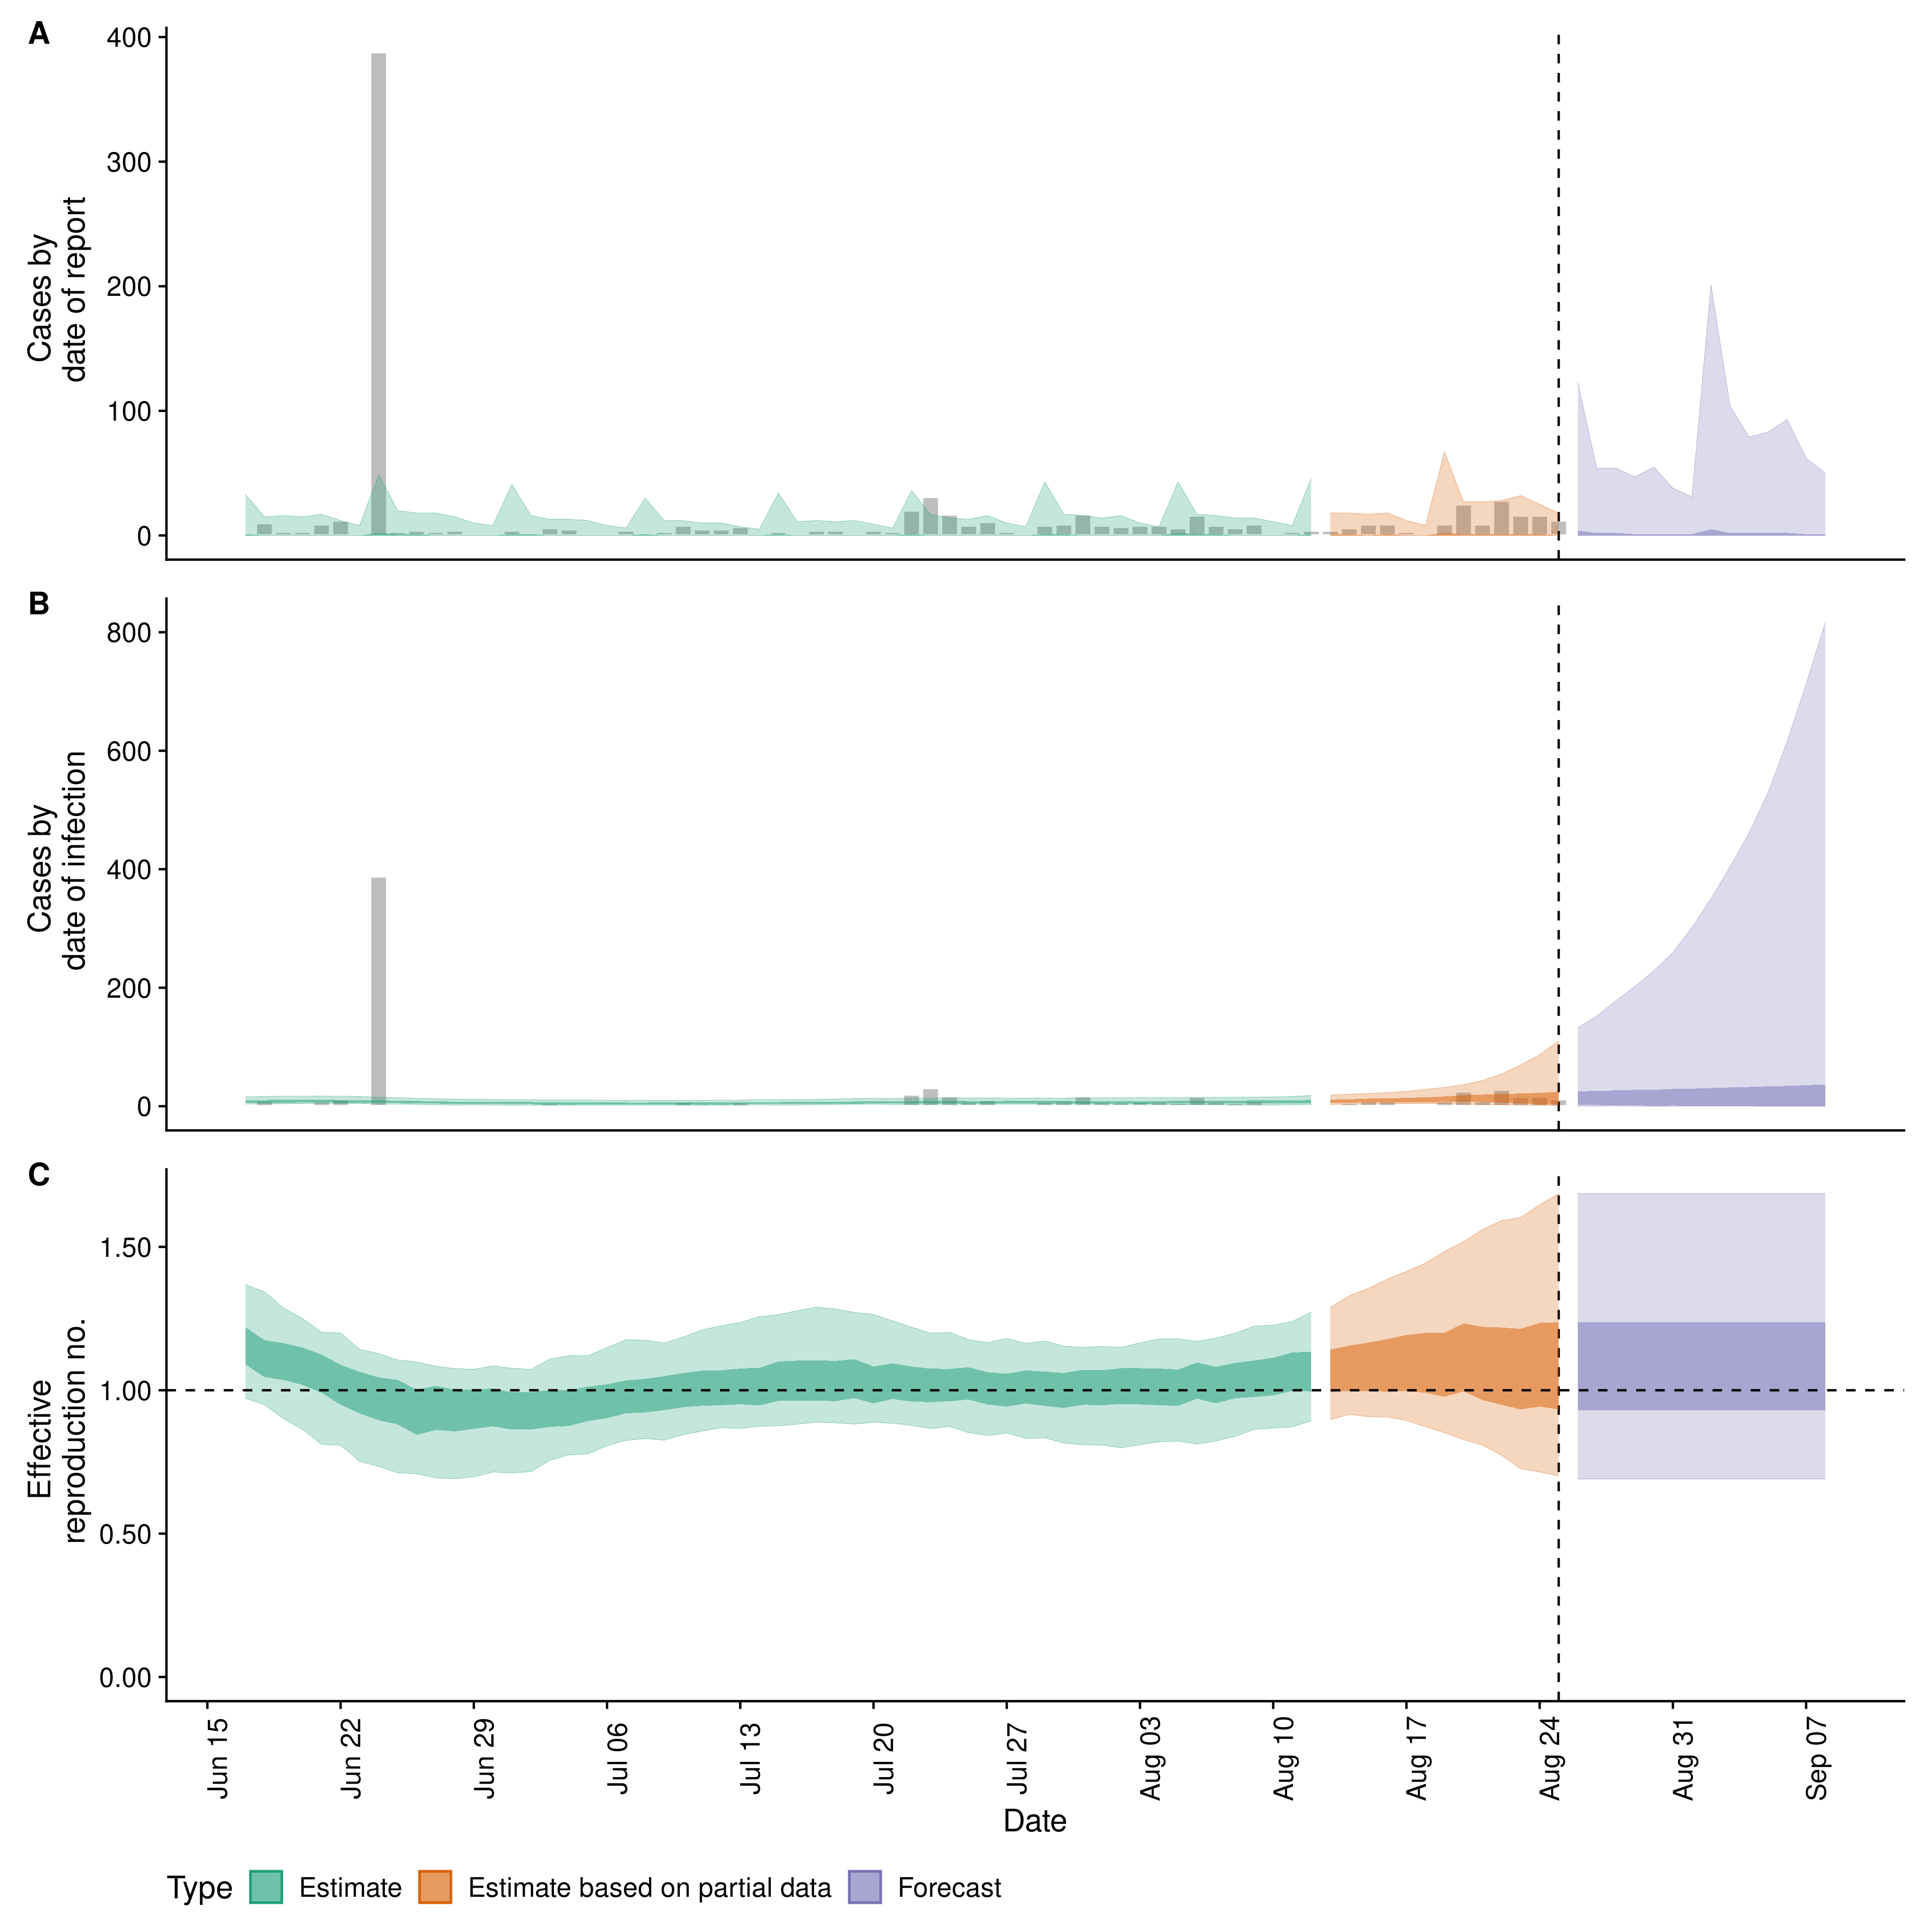 A
400
300
200
100
0
Cases by
date of report
B
800
600
400
200
0
Cases by
date of infection
C
1.50
1.00
0.50
0.00
Effective
reproduction no.
Jun 15
Jun 22
Jun 29
Jul 06
Jul 13
Jul 20
Jul 27
Aug 03
Aug 10
Aug 17
Aug 24
Aug 31
Sep 07
Date
Type Estimate Estimate based on partial data Forecast